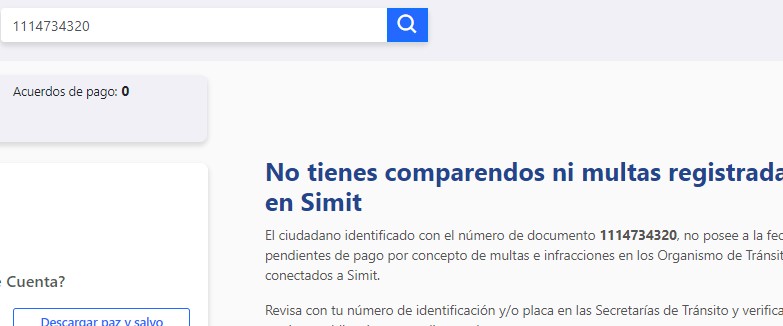 1114734320
Acuerdos de pago: 0
No tienes comparendos ni multas registrada
en Simit
El ciudadano identificado con el número de documento 1114734320, no posee a la fec
pendientes de pago por concepto de multas e infracciones en los Organismo de Tránsit
conectados a Simit.
Cuenta?
Revisa con tu número de identificación y/o placa en las Secretarías de Tránsito y verifica
Descargar paz y salvo